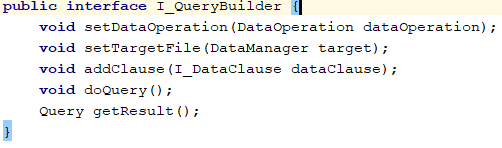 public interface I_QueryBuilder {
    void setDataOperation(DataOperation dataOperation);
    void setTargetFile(DataManager target);
    void addClause(I_DataClause dataClause);
    void doQuery();
    Query getResult();
}